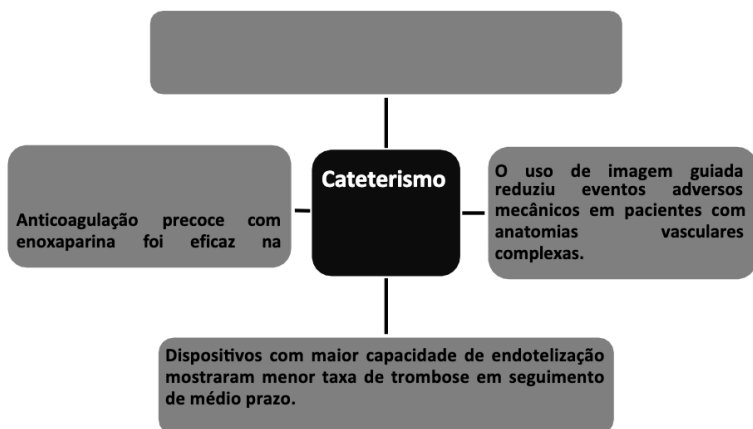 Cateterismo
Anticoagulação precoce com
enoxaparina foi eficaz na
O uso de imagem guiada
reduziu eventos adversos
mecânicos em pacientes com
anatomias vasculares
complexas.
Dispositivos com maior capacidade de endotelização
mostraram menor taxa de trombose em seguimento
de médio prazo.